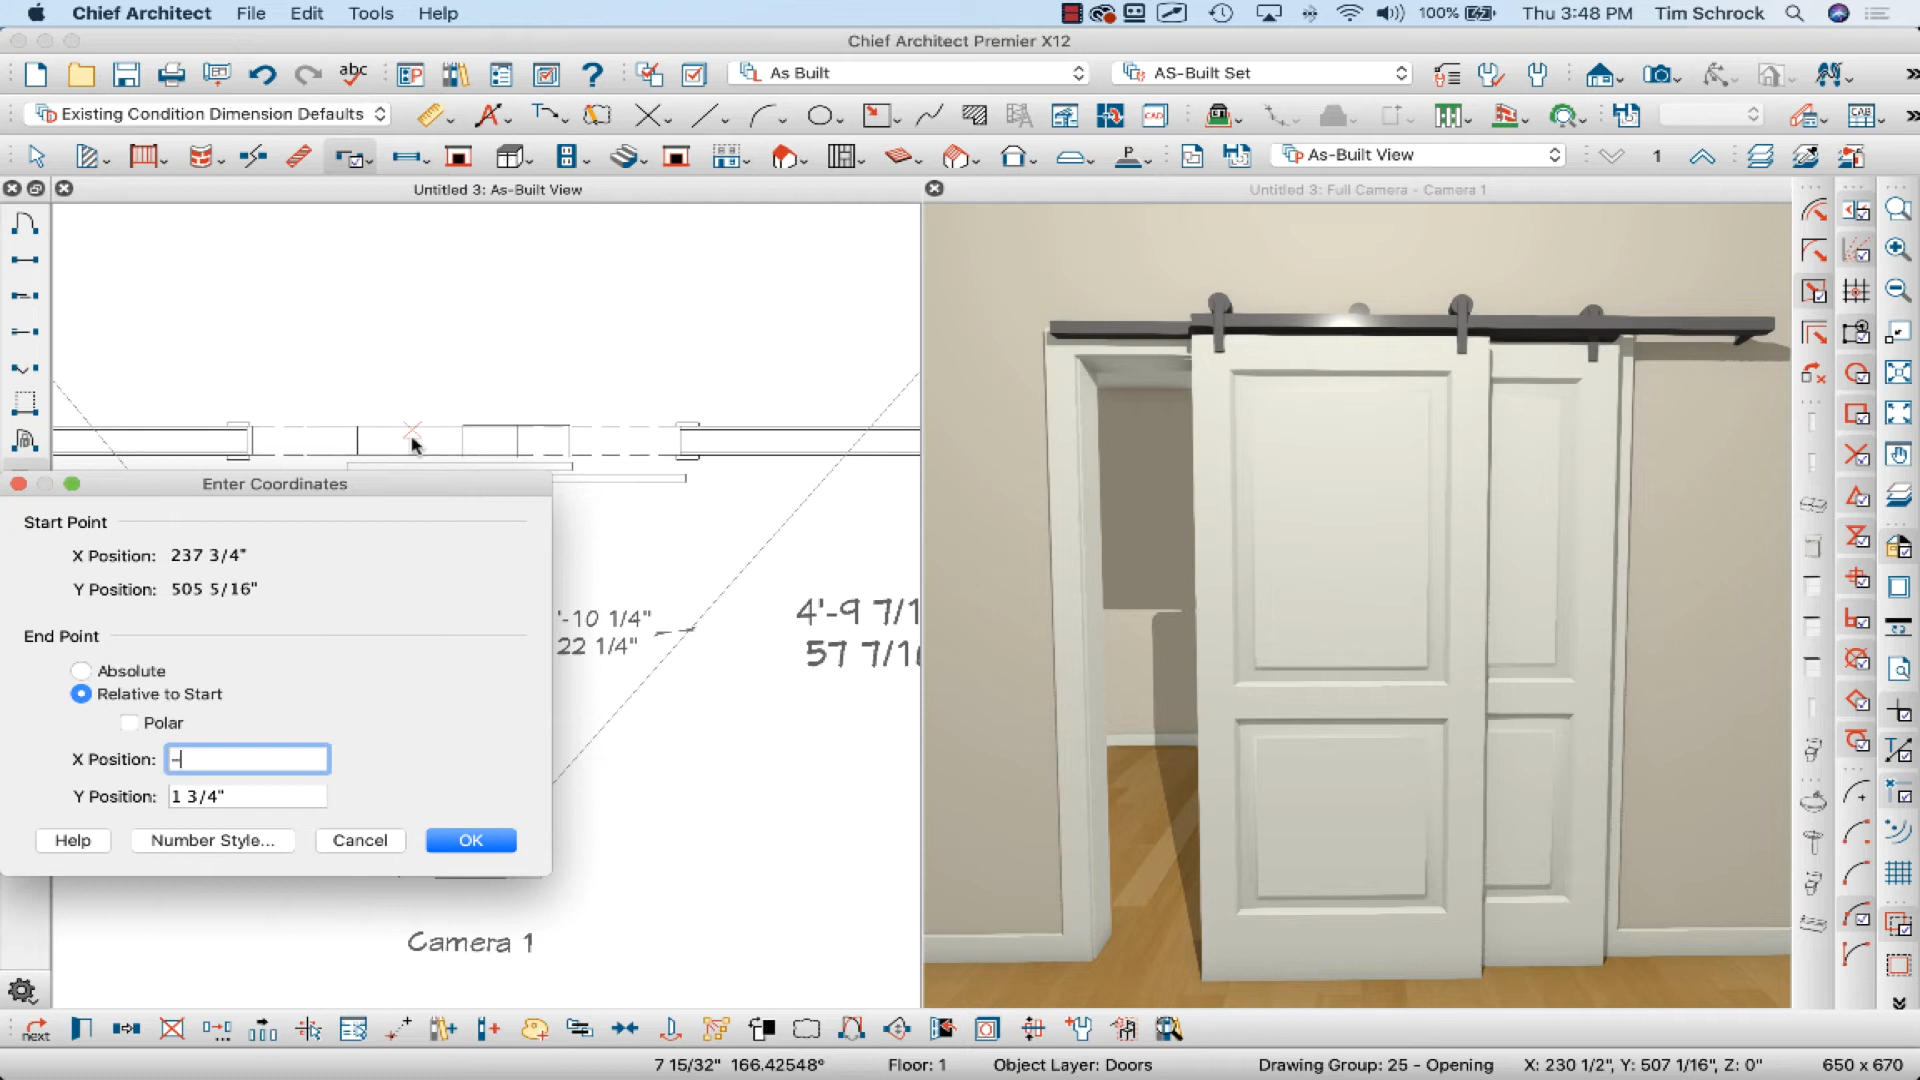 Chief Architect File Edit Tools Help 100% Thu 3:48 PM Tim Schrock
Chief Architect Premier X12
abc P ? As Built AS-Built Set
Existing Condition Dimension Defaults A CAD CAB
P As-Built View 1
Untitled 3: As-Built View
Untitled 3: Full Camera - Camera 1
Enter Coordinates
Start Point
X Position: 237 3/4"
Y Position: 505 5/16"
End Point
Absolute
Relative to Start
Polar
X Position: -
Y Position: 1 3/4"
Help Number Style... Cancel OK
'-10 1/4"
22 1/4"
4'-9 7/1
57 7/1
Camera 1
next
7 15/32" 166.42548° Floor: 1 Object Layer: Doors Drawing Group: 25 - Opening X: 230 1/2", Y: 507 1/16", Z: 0" 650 x 670